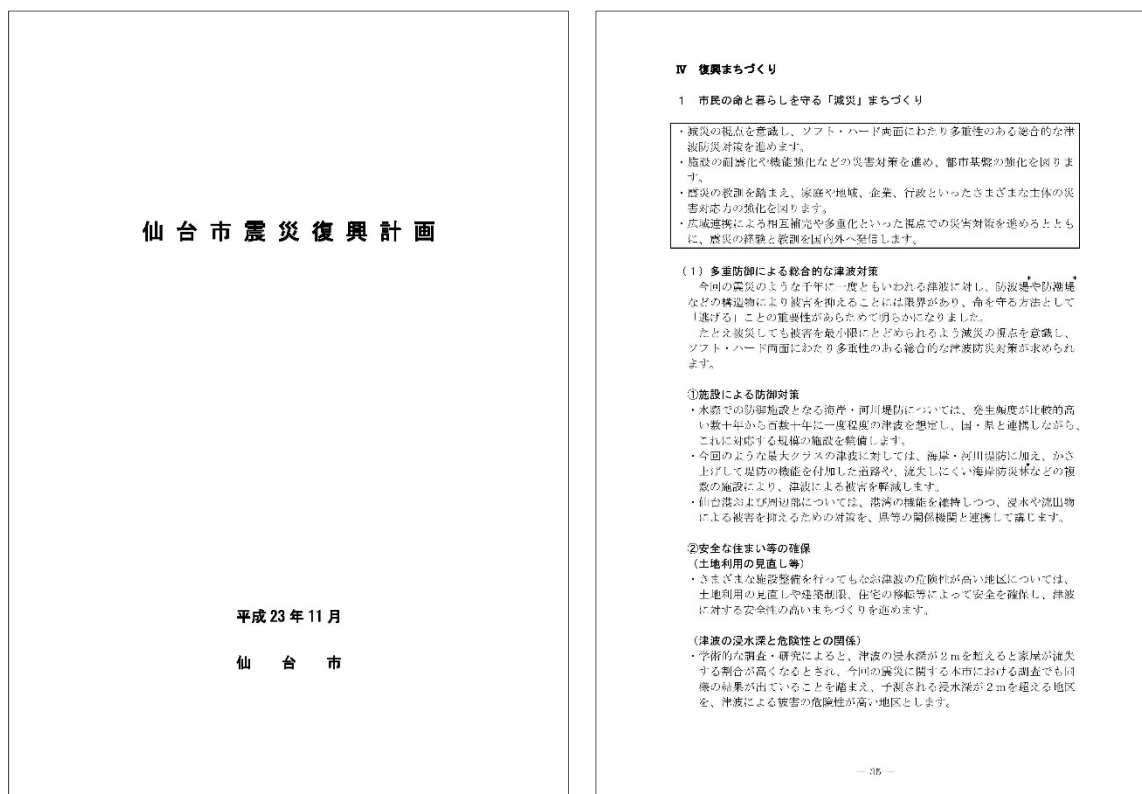 仙台市震災復興計画
平成23年11月
仙台市
Ⅳ 復興まちづくり
1 市民の命と暮らしを守る「減災」まちづくり
・減災の視点を意識し、ソフト・ハード両面にわたり多重性のある総合的な津
波防災対策を進めます。
・施設の耐震化や機能強化などの災害対策を進め、都市基盤の強化を図りま
す。
・震災の教訓を踏まえ、家庭や地域、企業、行政といったさまざまな主体の災
害対応力の強化を図ります。
・広域連携による相互補完や多重化といった視点での災害対策を進めるととも
に、震災の経験と教訓を国内外へ発信します。
(1)多重防御による総合的な津波対策
今回の震災のような千年に一度ともいわれる津波に対し、防波堤*や防潮堤*
などの構造物により被害を抑えることには限界があり、命を守る方法として
「逃げる」ことの重要性があらためて明らかになりました。
たとえ被災しても被害を最小限にとどめられるよう減災の視点を意識し、
ソフト・ハード両面にわたり多重性のある総合的な津波防災対策が求められ
ます。
①施設による防御対策
・水際での防御施設となる海岸・河川堤防については、発生頻度が比較的高
い数十年から百数十年に一度程度の津波を想定し、国・県と連携しながら、
これに対応する規模の施設を整備します。
・今回のような最大クラスの津波に対しては、海岸・河川堤防に加え、かさ
上げして堤防の機能を付加した道路や、流失しにくい海岸防災林*などの複
数の施設により、津波による被害を軽減します。
・仙台港および周辺部については、港湾の機能を維持しつつ、浸水や流出物
による被害を抑えるための対策を、県等の関係機関と連携して講じます。
②安全な住まい等の確保
(土地利用の見直し等)
・さまざまな施設整備を行ってもなお津波の危険性が高い地区については、
土地利用の見直しや建築制限、住宅の移転等によって安全を確保し、津波
に対する安全性の高いまちづくりを進めます。
(津波の浸水深と危険性との関係)
・学術的な調査・研究によると、津波の浸水深が2mを超えると家屋が流失
する割合が高くなるとされ、今回の震災に関する本市における調査でも同
様の結果が出ていることを踏まえ、予測される浸水深が2mを超える地区
を、津波による被害の危険性が高い地区とします。
― 35 ―